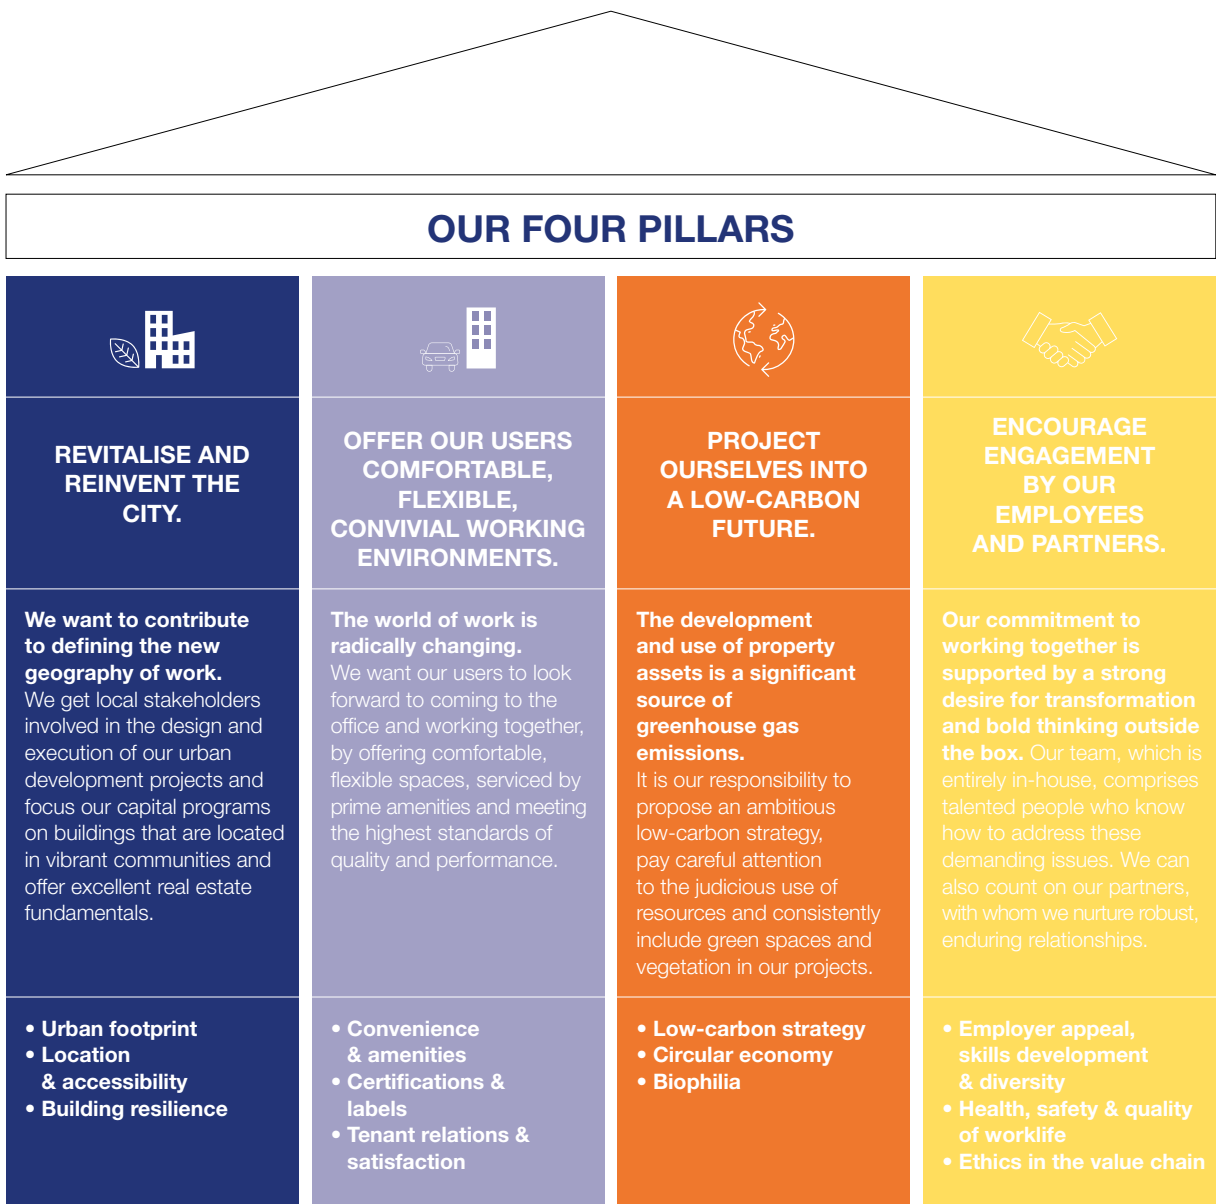 OUR FOUR PILLARS
REVITALISE AND
REINVENT THE
CITY.
We want to contribute
to defining the new
geography of work.
We get local stakeholders
involved in the design and
execution of our urban
development projects and
focus our capital programs
on buildings that are located
in vibrant communities and
offer excellent real estate
fundamentals.
• Urban footprint
• Location
& accessibility
• Building resilience
OFFER OUR USERS
COMFORTABLE,
FLEXIBLE,
CONVIVIAL WORKING
ENVIRONMENTS.
The world of work is
radically changing.
We want our users to look
forward to coming to the
office and working together,
by offering comfortable,
flexible spaces, serviced by
prime amenities and meeting
the highest standards of
quality and performance.
• Convenience
& amenities
• Certifications &
labels
• Tenant relations &
satisfaction
PROJECT
OURSELVES INTO
A LOW-CARBON
FUTURE.
The development
and use of property
assets is a significant
source of
greenhouse gas
emissions.
It is our responsibility to
propose an ambitious
low-carbon strategy,
pay careful attention
to the judicious use of
resources and consistently
include green spaces and
vegetation in our projects.
• Low-carbon strategy
• Circular economy
• Biophilia
ENCOURAGE
ENGAGEMENT
BY OUR
EMPLOYEES
AND PARTNERS.
Our commitment to
working together is
supported by a strong
desire for transformation
and bold thinking outside
the box. Our team, which is
entirely in-house, comprises
talented people who know
how to address these
demanding issues. We can
also count on our partners,
with whom we nurture robust,
enduring relationships.
• Employer appeal,
skills development
& diversity
• Health, safety & quality
of worklife
• Ethics in the value chain